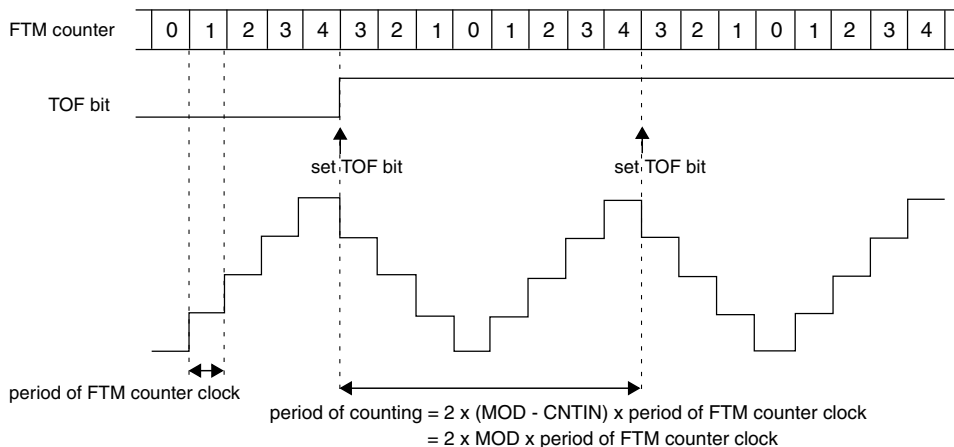 FTM counter 0 1 2 3 4 3 2 1 0 1 2 3 4 3 2 1 0 1 2 3 4
TOF bit
set TOF bit set TOF bit
period of FTM counter clock
period of counting = 2 x (MOD - CNTIN) x period of FTM counter clock
= 2 x MOD x period of FTM counter clock